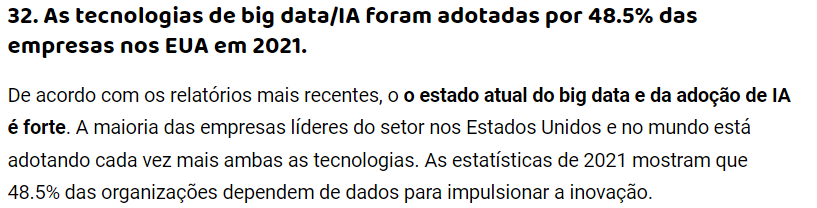 32. As tecnologias de big data/IA foram adotadas por 48.5% das
empresas nos EUA em 2021.
De acordo com os relatórios mais recentes, o o estado atual do big data e da adoção de IA
é forte. A maioria das empresas líderes do setor nos Estados Unidos e no mundo está
adotando cada vez mais ambas as tecnologias. As estatísticas de 2021 mostram que
48.5% das organizações dependem de dados para impulsionar a inovação.